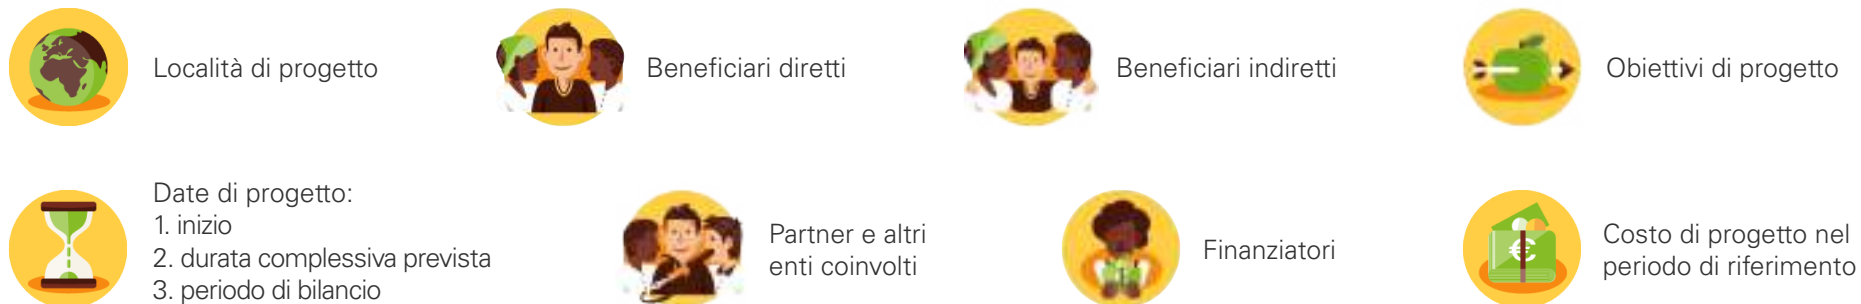 Località di progetto
Beneficiari diretti
Beneficiari indiretti
Obiettivi di progetto
Date di progetto:
1. inizio
2. durata complessiva prevista
3. periodo di bilancio
Partner e altri
enti coinvolti
Finanziatori
Costo di progetto nel
periodo di riferimento
€